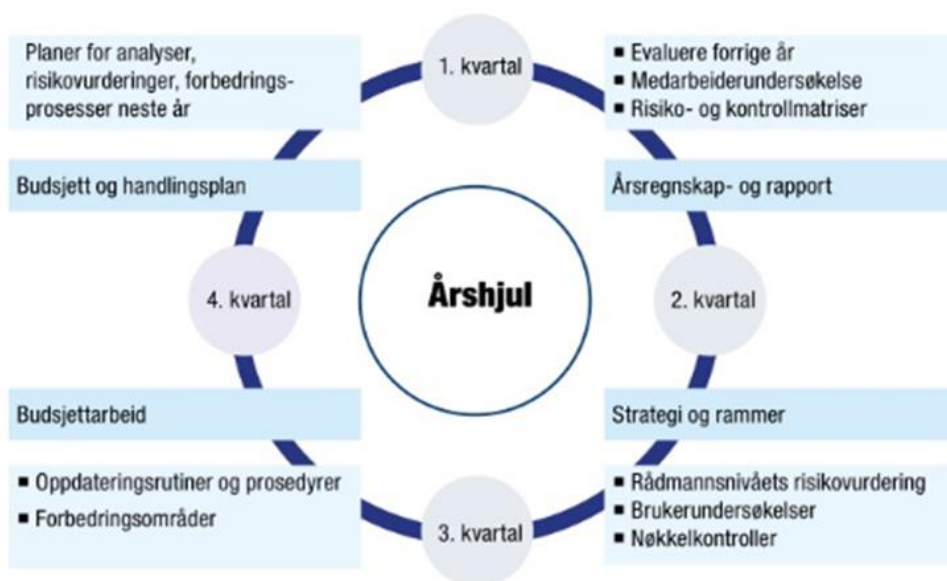 Planer for analyser,
risikovurderinger, forbedrings-
prosesser neste år
1. kvartal
▪ Evaluere forrige år
▪ Medarbeiderundersøkelse
▪ Risiko- og kontrollmatriser
Budsjett og handlingsplan
Årsregnskap- og rapport
4. kvartal
Årshjul
2. kvartal
Budsjettarbeid
Strategi og rammer
▪ Oppdateringsrutiner og prosedyrer
▪ Forbedringsområder
3. kvartal
▪ Rådmannsnivåets risikovurdering
▪ Brukerundersøkelser
▪ Nøkkelkontroller